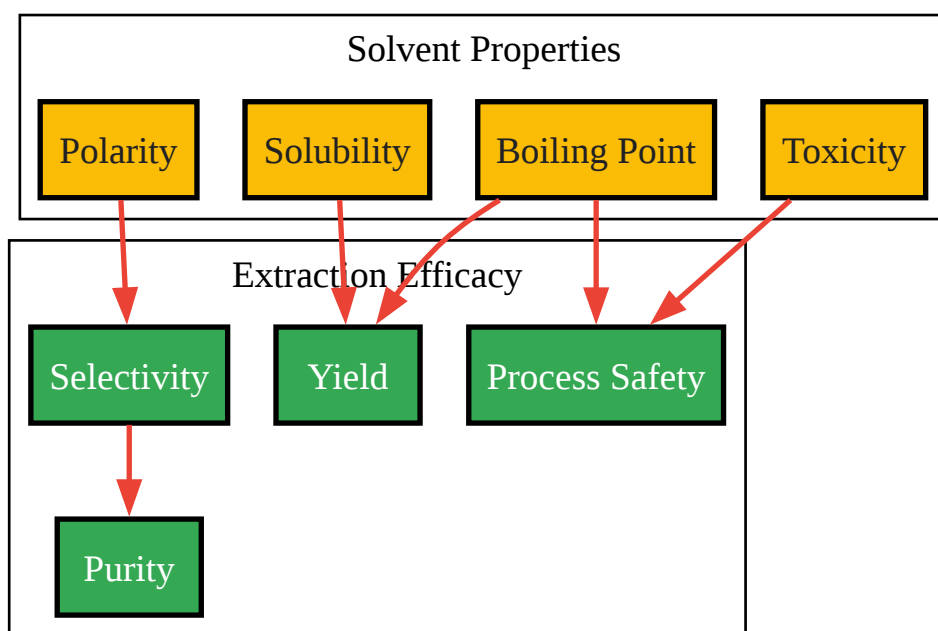 Solvent Properties
Polarity
Solubility
Boiling Point
Toxicity
Extraction Efficacy
Selectivity
Yield
Process Safety
Purity